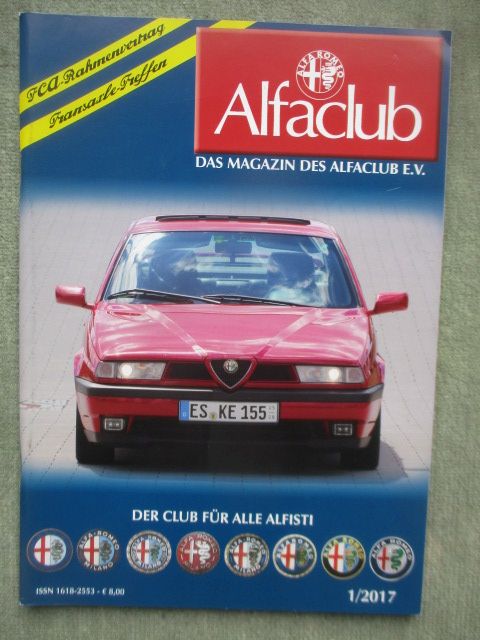 FCA-Rahmenvertrag
Transaxle-Treffen
ALFA ROMEO
Alfaclub
DAS MAGAZIN DES ALFACLUB E.V.
ES KE 155
DER CLUB FÜR ALLE ALFISTI
ISSN 1618-2553 - € 8,00
1/2017